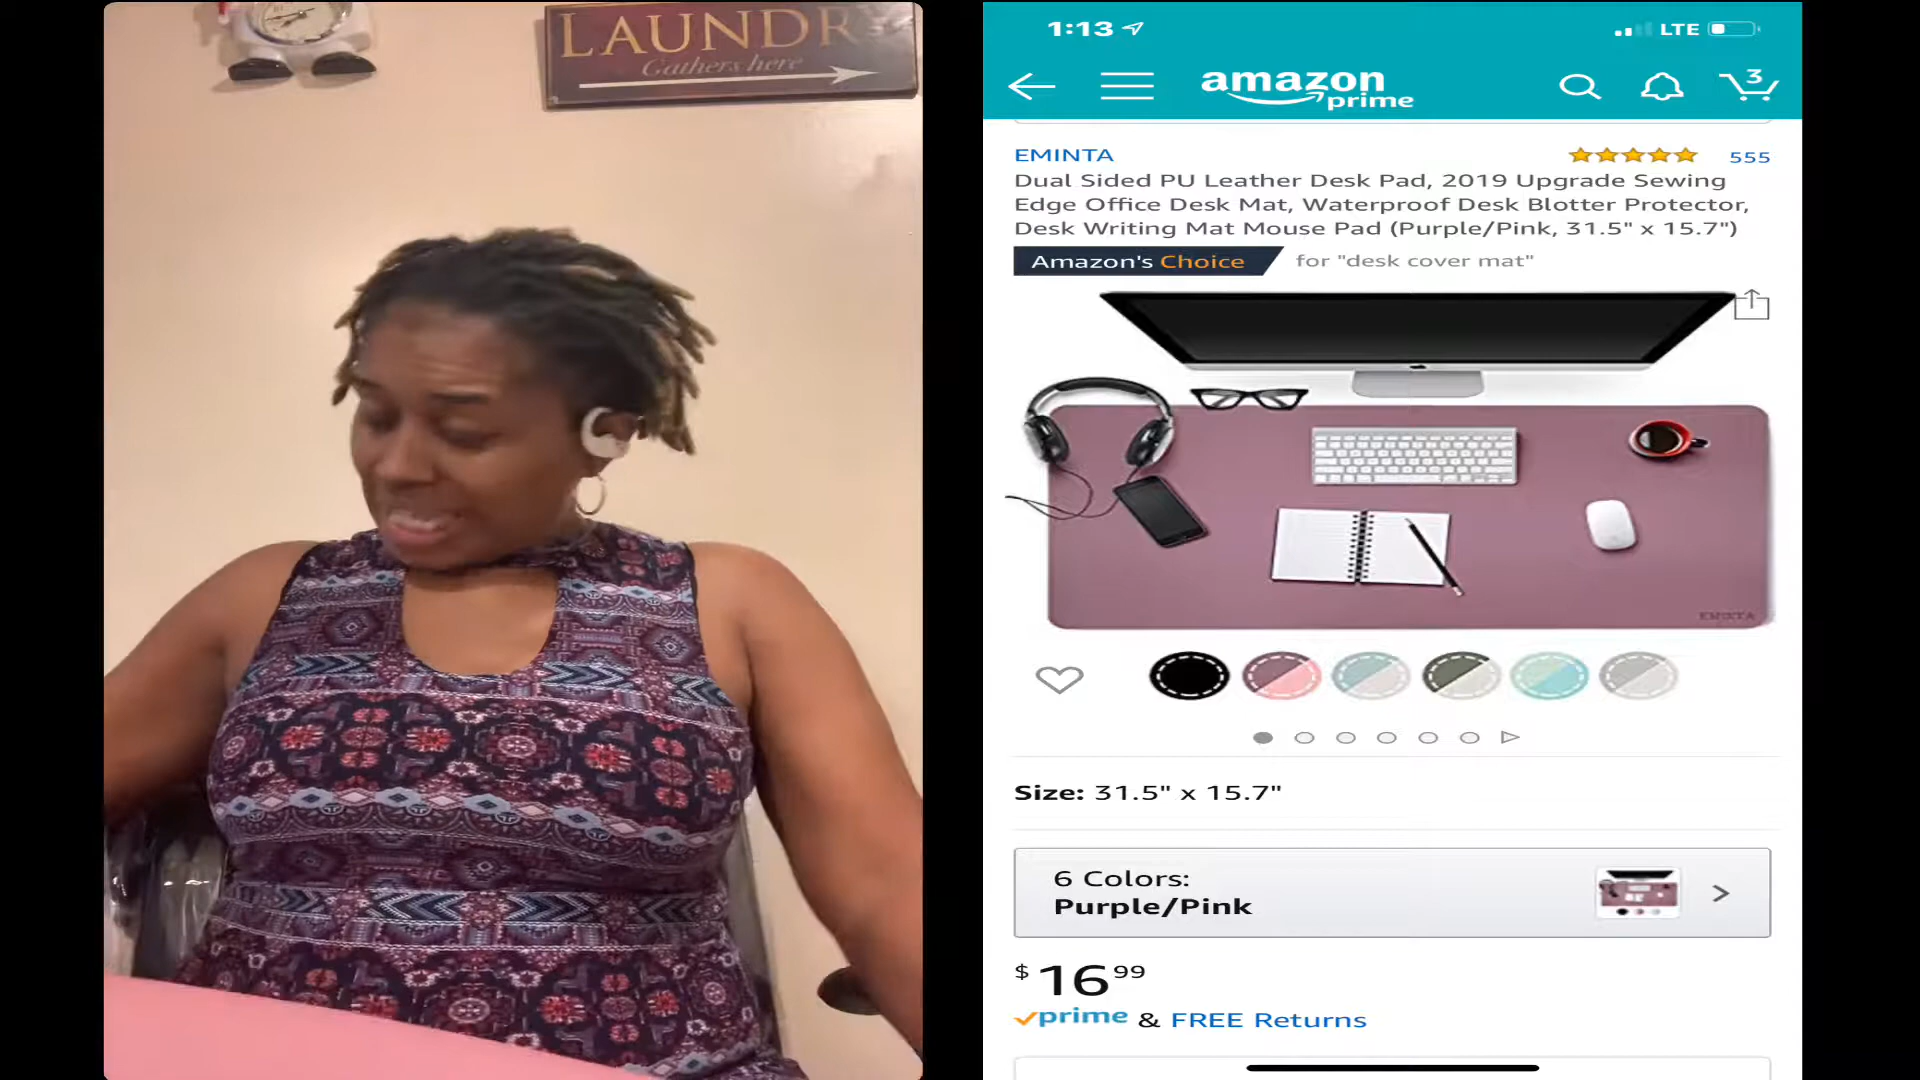 LAUNDR
Gathers here
1:13
LTE
amazon
prime
3
EMINTA
555
Dual Sided PU Leather Desk Pad, 2019 Upgrade Sewing
Edge Office Desk Mat, Waterproof Desk Blotter Protector,
Desk Writing Mat Mouse Pad (Purple/Pink, 31.5" x 15.7")
Amazon's Choice for "desk cover mat"
EMINTA
Size: 31.5" x 15.7"
6 Colors:
Purple/Pink
$16 99
prime & FREE Returns